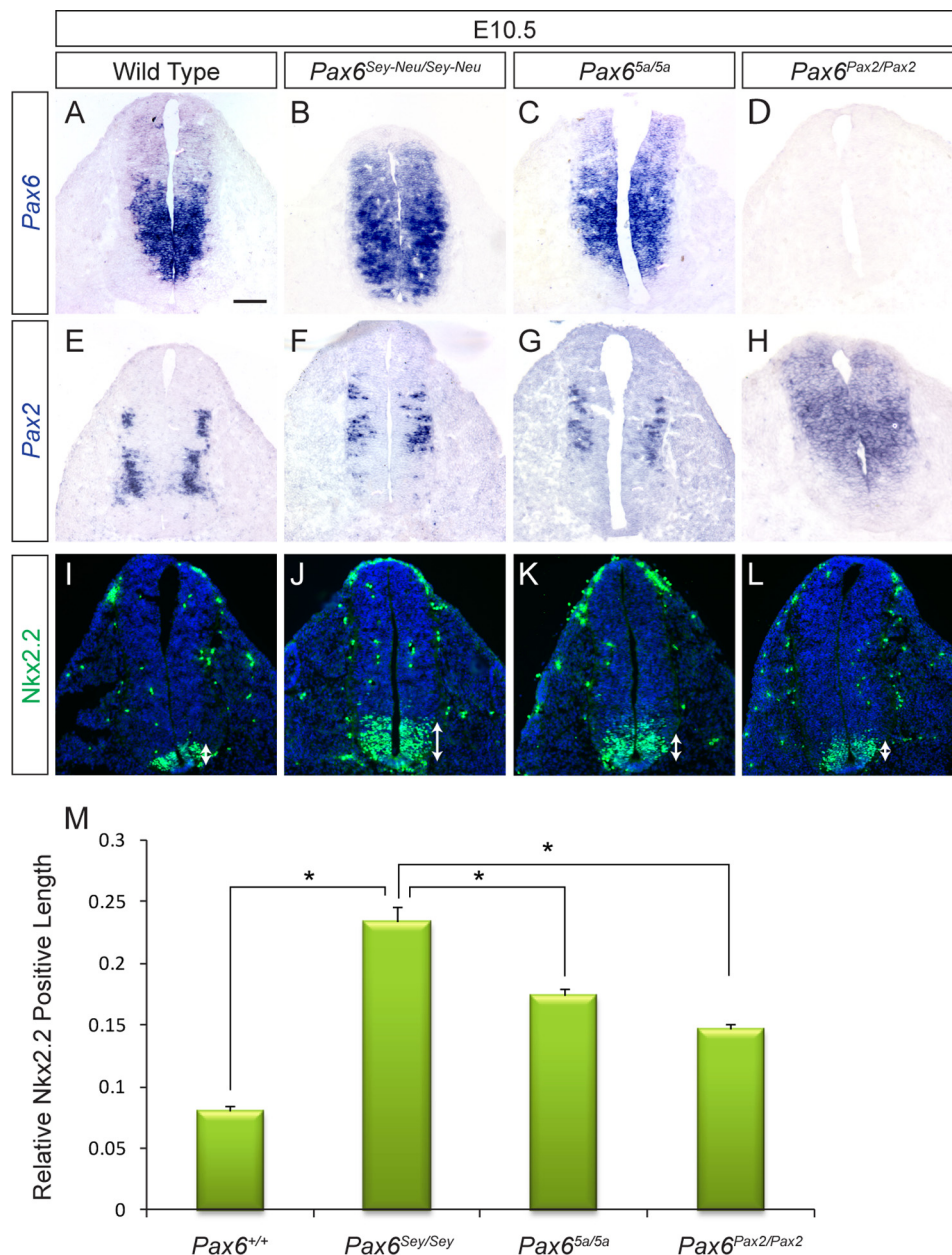 E10.5
Wild Type
Pax6Sey-Neu/Sey-Neu
Pax65a/5a
Pax6Pax2/Pax2
Pax6
A
B
C
D
Pax2
E
F
G
H
Nkx2.2
I
J
K
L
M
Relative Nkx2.2 Positive Length
0.3
0.25
0.2
0.15
0.1
0.05
0
*
*
*
Pax6+/+
Pax6Sey/Sey
Pax65a/5a
Pax6Pax2/Pax2